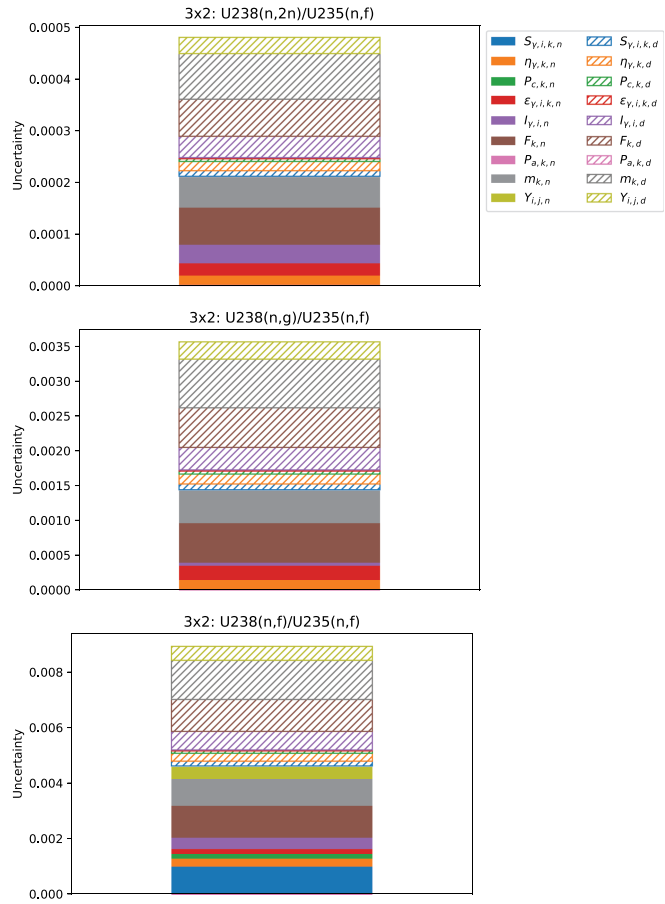 3x2: U238(n,2n)/U235(n,f)
0.0005
0.0004
0.0003
0.0002
0.0001
0.0000
Uncertainty
S_{γ,i,k,n} S_{γ,i,k,d}
η_{γ,k,n} η_{γ,k,d}
P_{c,k,n} P_{c,k,d}
ε_{γ,i,k,n} ε_{γ,i,k,d}
I_{γ,i,n} I_{γ,i,d}
F_{k,n} F_{k,d}
P_{a,k,n} P_{a,k,d}
m_{k,n} m_{k,d}
Y_{i,j,n} Y_{i,j,d}
3x2: U238(n,g)/U235(n,f)
0.0035
0.0030
0.0025
0.0020
0.0015
0.0010
0.0005
0.0000
Uncertainty
3x2: U238(n,f)/U235(n,f)
0.008
0.006
0.004
0.002
0.000
Uncertainty